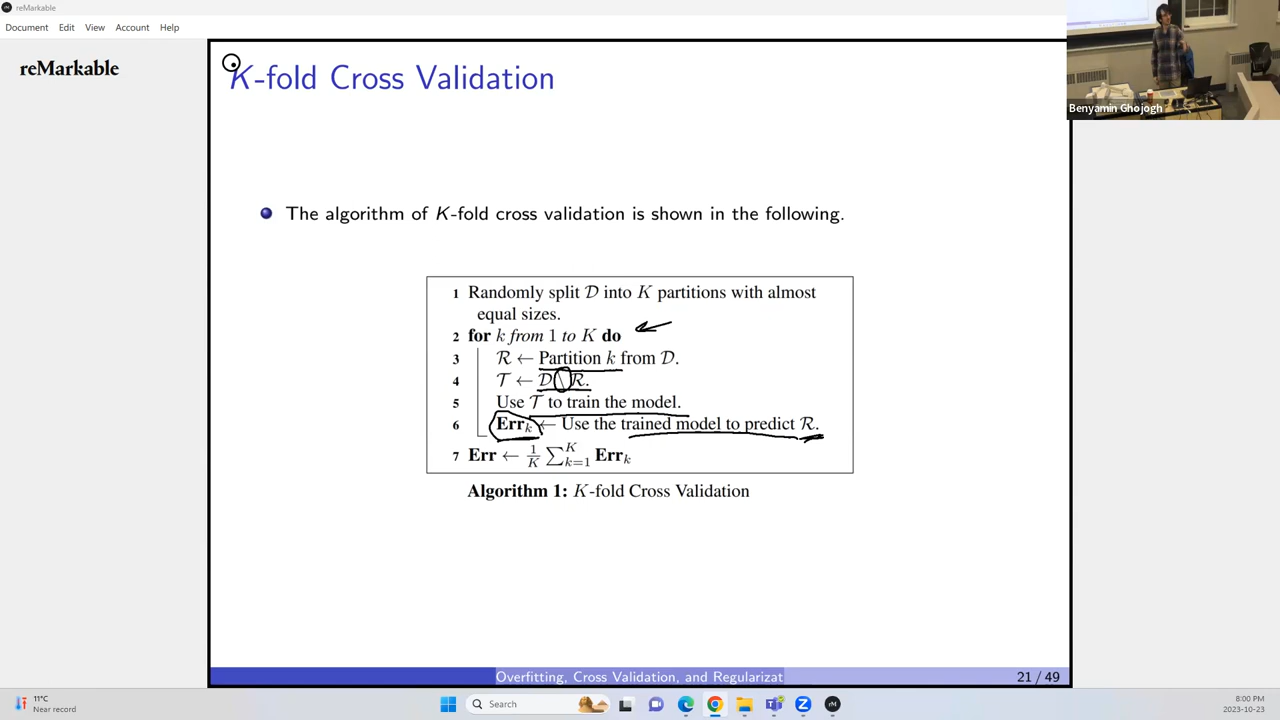 reMarkable
Document Edit View Account Help
reMarkable
K-fold Cross Validation
Benyamin Ghojogh
The algorithm of K-fold cross validation is shown in the following.
1 Randomly split 𝒟 into K partitions with almost
equal sizes.
2 for k from 1 to K do
3 ℛ ← Partition k from 𝒟.
4 𝒯 ← 𝒟 \ ℛ.
5 Use 𝒯 to train the model.
6 Err_k ← Use the trained model to predict ℛ.
7 Err ← 1/K ∑_{k=1}^{K} Err_k
Algorithm 1: K-fold Cross Validation
Overfitting, Cross Validation, and Regularizat
21 / 49
11°C
Near record
Search
8:00 PM
2023-10-23